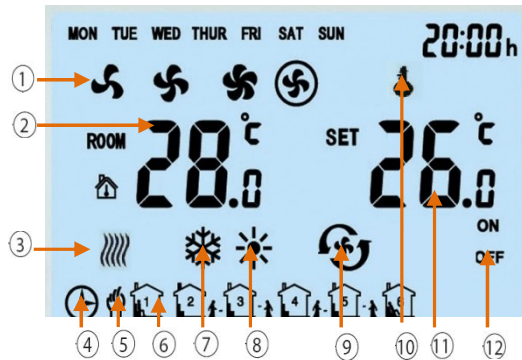 MON TUE WED THUR FRI SAT SUN 20:00h
①
② ROOM 28.0°C SET 26.0°C
③ ON
OFF
1 2 3 4 5 6
④ ⑤ ⑥ ⑦ ⑧ ⑨ ⑩ ⑪ ⑫